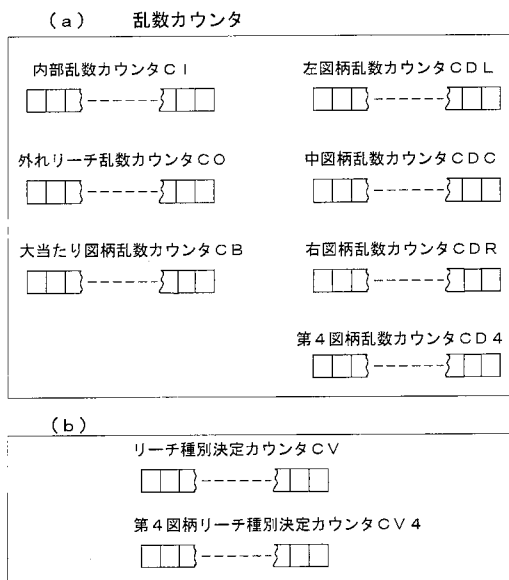 (a) 乱数カウンタ
内部乱数カウンタCI
左図柄乱数カウンタCDL
外れリーチ乱数カウンタCO
中図柄乱数カウンタCDC
大当たり図柄乱数カウンタCB
右図柄乱数カウンタCDR
第4図柄乱数カウンタCD4
(b)
リーチ種別決定カウンタCV
第4図柄リーチ種別決定カウンタCV4